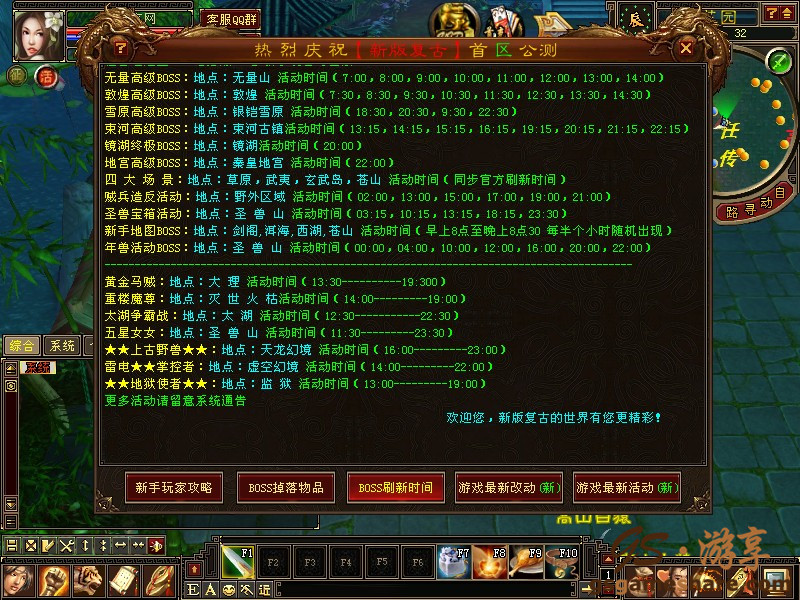 客服QQ群
辰
32
热烈庆祝【新版复古】首区公测
征
活
无量高级BOSS：地点：无量山 活动时间(7:00，8:00，9:00，10:00，11:00，12:00，13:00，14:00)
敦煌高级BOSS：地点：敦煌 活动时间(7:30，8:30，9:30，10:30，11:30，12:30，13:30，14:30)
雪原高级BOSS：地点：银铠雪原 活动时间(18:30，20:30，9:30，22:30)
束河高级BOSS：地点：束河古镇活动时间(13:15，14:15，15:15，16:15，19:15，20:15，21:15，22:15)
镜湖终极BOSS：地点：镜湖活动时间(20:00)
地宫高级BOSS：地点：秦皇地宫 活动时间(22:00)
四 大 场 景：地点：草原，武夷，玄武岛，苍山 活动时间(同步官方刷新时间)
贼兵造反活动：地点：野外区域 活动时间(02:00，13:00，15:00，17:00，19:00，21:00)
圣兽宝箱活动：地点：圣 兽 山 活动时间(03:15，10:15，13:15，18:15，23:30)
新手地图BOSS：地点：剑阁,洱海,西湖,苍山 活动时间(早上8点至晚上8点30 每半个小时随机出现)
年兽活动BOSS：地点：圣 兽 山 活动时间(00:00，04:00，10:00，12:00，16:00，20:00，22:00)
黄金马贼：地点：大 理 活动时间(13:30----------19:300)
重楼魔尊：地点：灭 世 火 枯活动时间(14:00---------19:00)
太湖争霸战：地点：太 湖 活动时间(12:30-----------22:30)
五星女女：地点：圣 兽 山 活动时间(11:30---------23:30)
★★上古野兽★★：地点：天龙幻境 活动时间(16:00---------23:00)
雷电★★掌控者：地点：虚空幻境 活动时间(14:00---------22:00)
★★地狱使者★★：地点：监 狱 活动时间(13:00---------19:00)
更多活动请留意系统通告
欢迎您，新版复古的世界有您更精彩!
任
传
自动寻路
综合
系统
新手玩家攻略
BOSS掉落物品
BOSS刷新时间
游戏最新改动(新)
游戏最新活动(新)
F1 F2 F3 F4 F5 F6 F7 F8 F9 F10
E A 近
1
游享